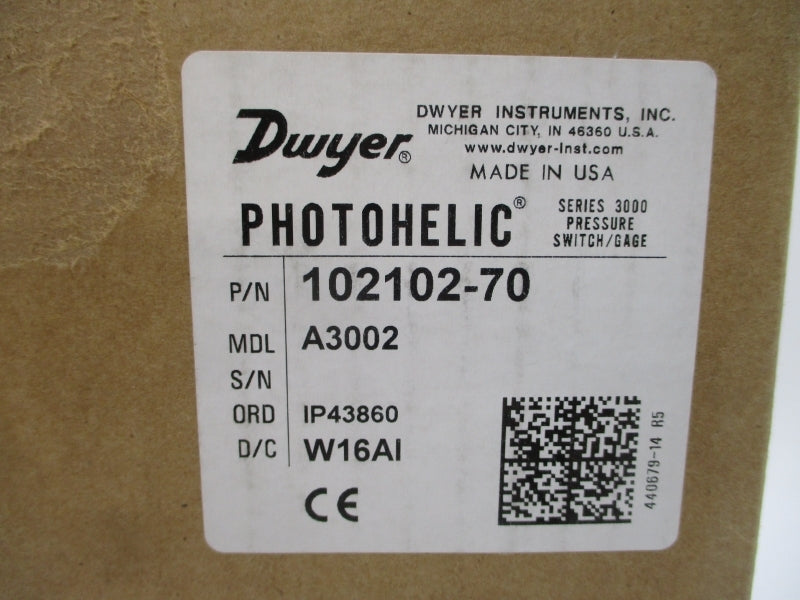 Dwyer®
DWYER INSTRUMENTS, INC.
MICHIGAN CITY, IN 46360 U.S.A.
www.dwyer-inst.com
MADE IN USA
PHOTOHELIC®
SERIES 3000
PRESSURE
SWITCH/GAGE
P/N 102102-70
MDL A3002
S/N
ORD IP43860
D/C W16AI
CE
440679-14 R5